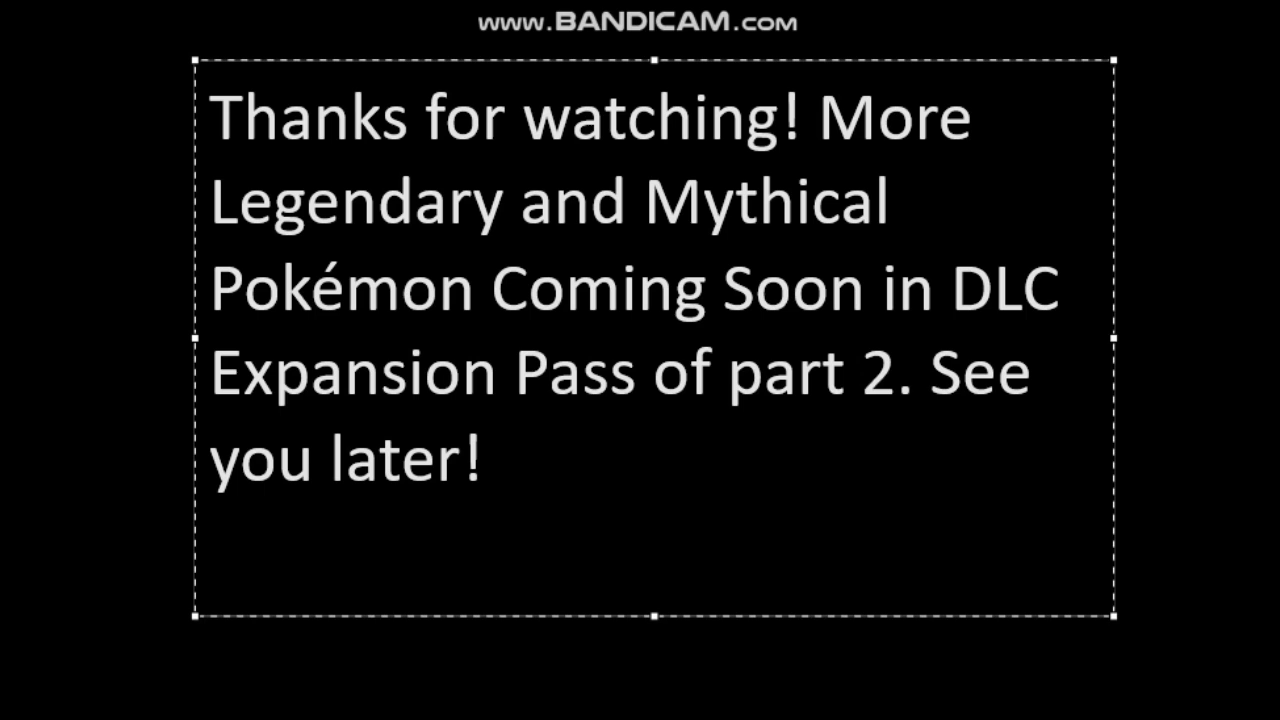 www.BANDICAM.com
Thanks for watching! More
Legendary and Mythical
Pokémon Coming Soon in DLC
Expansion Pass of part 2. See
you later!